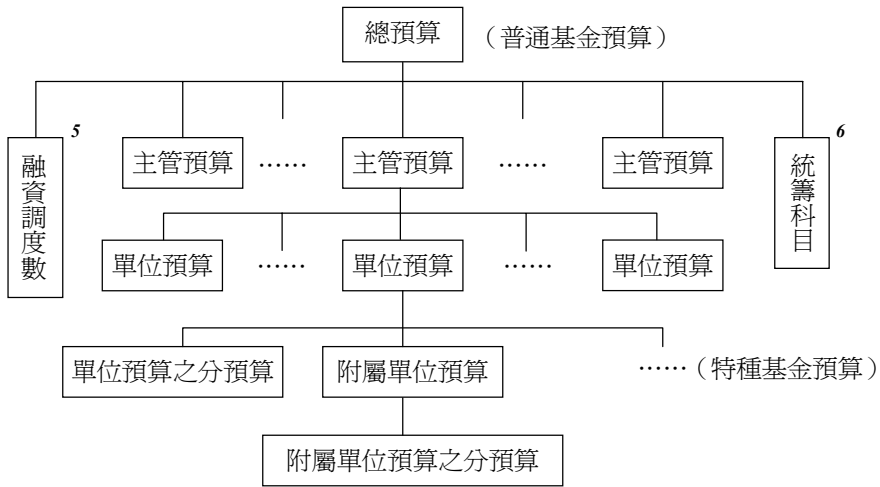 總預算 （普通基金預算）
5 6
融資調度數
主管預算 …… 主管預算 …… 主管預算
統籌科目
單位預算 …… 單位預算 …… 單位預算
單位預算之分預算 附屬單位預算 ……（特種基金預算）
附屬單位預算之分預算